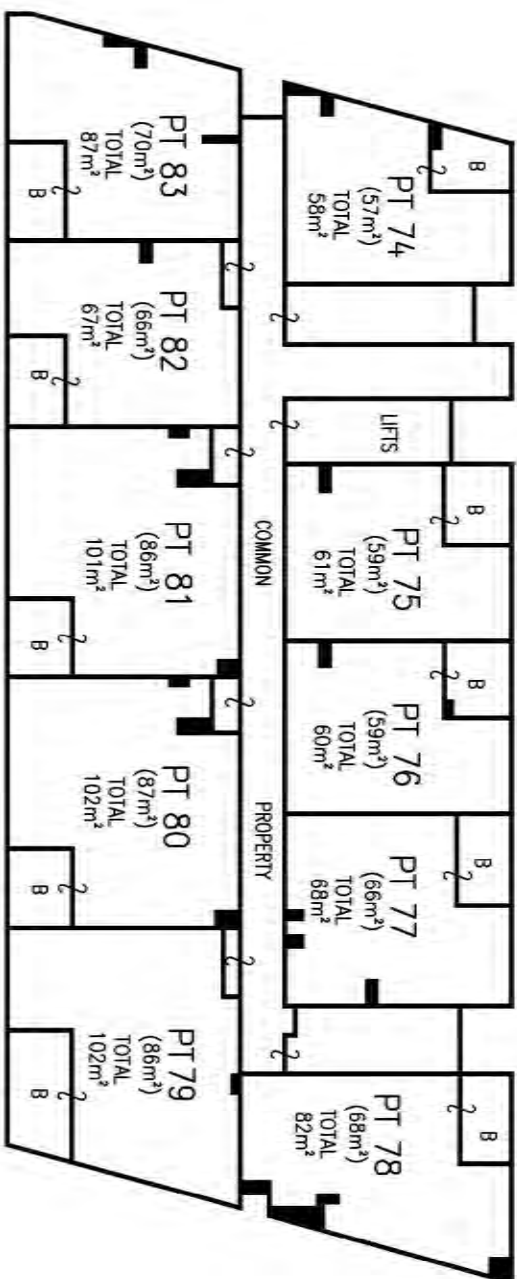 B
PT 74
(57m²)
TOTAL
58m²
LIFTS
B
PT 75
(59m²)
TOTAL
61m²
B
PT 76
(59m²)
TOTAL
60m²
B
PT 77
(66m²)
TOTAL
68m²
B
PT 78
(68m²)
TOTAL
82m²
COMMON PROPERTY
PT 83
(70m²)
TOTAL
87m²
B
PT 82
(66m²)
TOTAL
67m²
B
PT 81
(86m²)
TOTAL
101m²
B
PT 80
(87m²)
TOTAL
102m²
B
PT 79
(86m²)
TOTAL
102m²
B